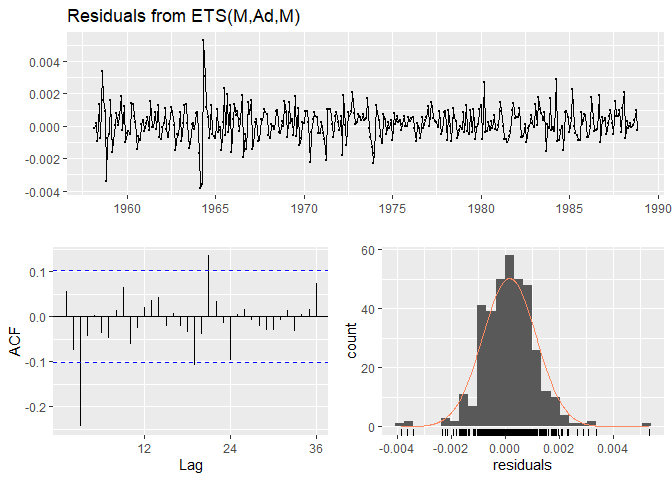 Residuals from ETS(M,Ad,M)
0.004
0.002
0.000
-0.002
-0.004
1960 1965 1970 1975 1980 1985 1990
0.1
0.0
-0.1
-0.2
ACF
12 24 36
Lag
60
40
20
0
count
-0.004 -0.002 0.000 0.002 0.004
residuals